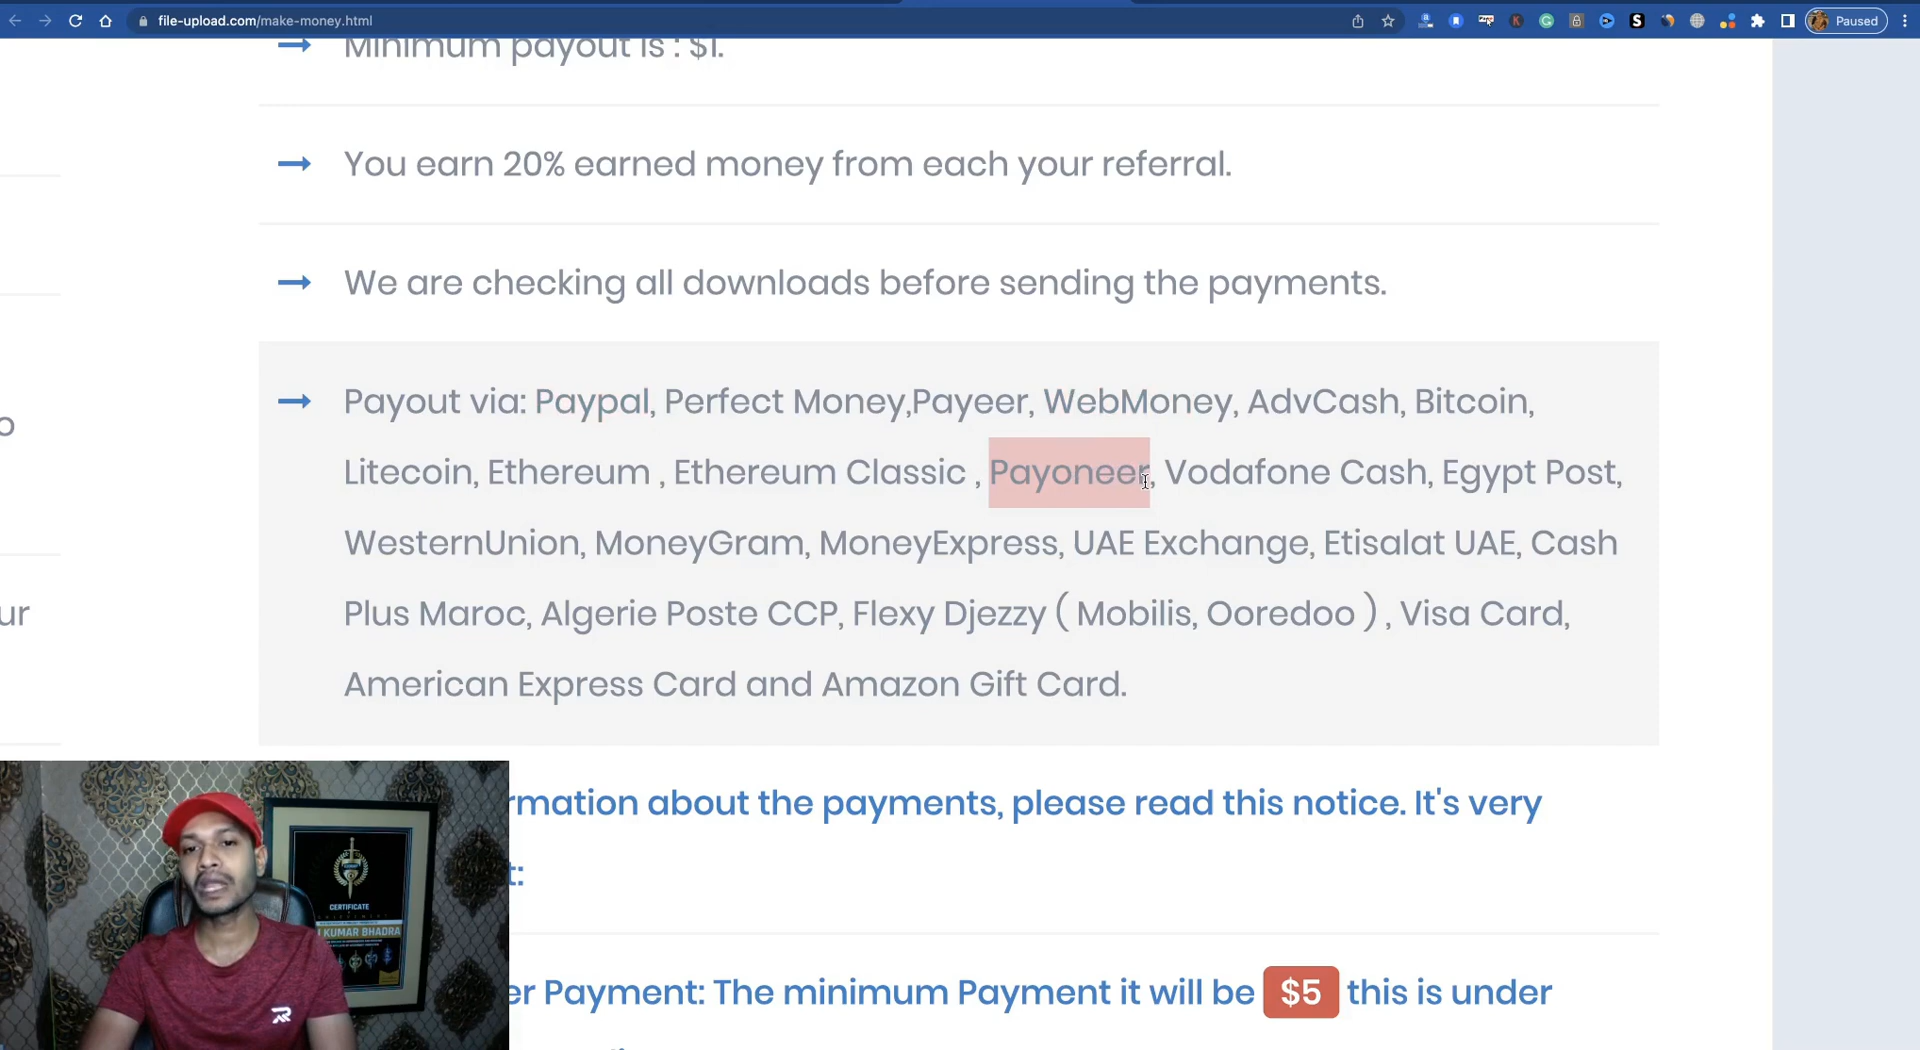 file-upload.com/make-money.html
Paused
Minimum payout is : $1.
You earn 20% earned money from each your referral.
We are checking all downloads before sending the payments.
Payout via: Paypal, Perfect Money,Payeer, WebMoney, AdvCash, Bitcoin,
Litecoin, Ethereum , Ethereum Classic , Payoneer, Vodafone Cash, Egypt Post,
WesternUnion, MoneyGram, MoneyExpress, UAE Exchange, Etisalat UAE, Cash
Plus Maroc, Algerie Poste CCP, Flexy Djezzy ( Mobilis, Ooredoo ) , Visa Card,
American Express Card and Amazon Gift Card.
o
ur
rmation about the payments, please read this notice. It's very
t:
er Payment: The minimum Payment it will be $5 this is under
CERTIFICATE
KUMAR BHADRA